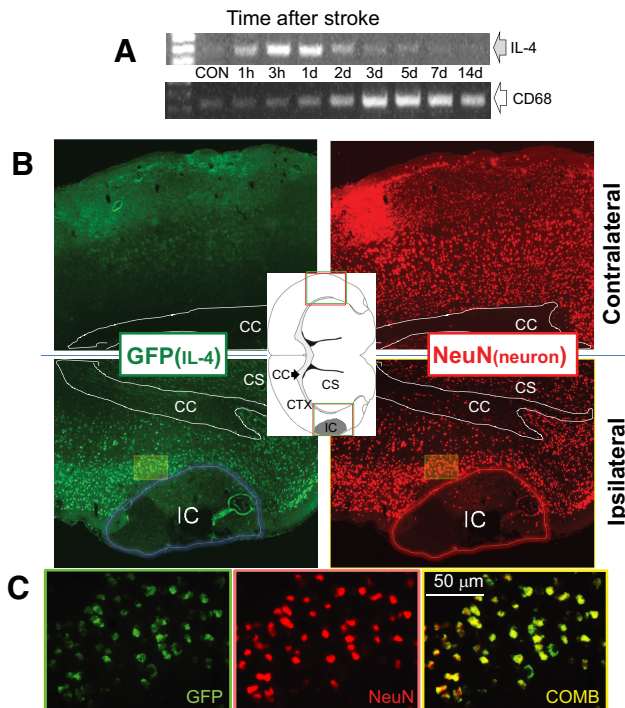 Time after stroke
A
IL-4
CON 1h 3h 1d 2d 3d 5d 7d 14d
CD68
B
Contralateral
CC
CC
GFP(IL-4)
NeuN(neuron)
CC
CS
CTX
IC
CS
CC
IC
CS
CC
IC
Ipsilateral
C
50 μm
GFP
NeuN
COMB